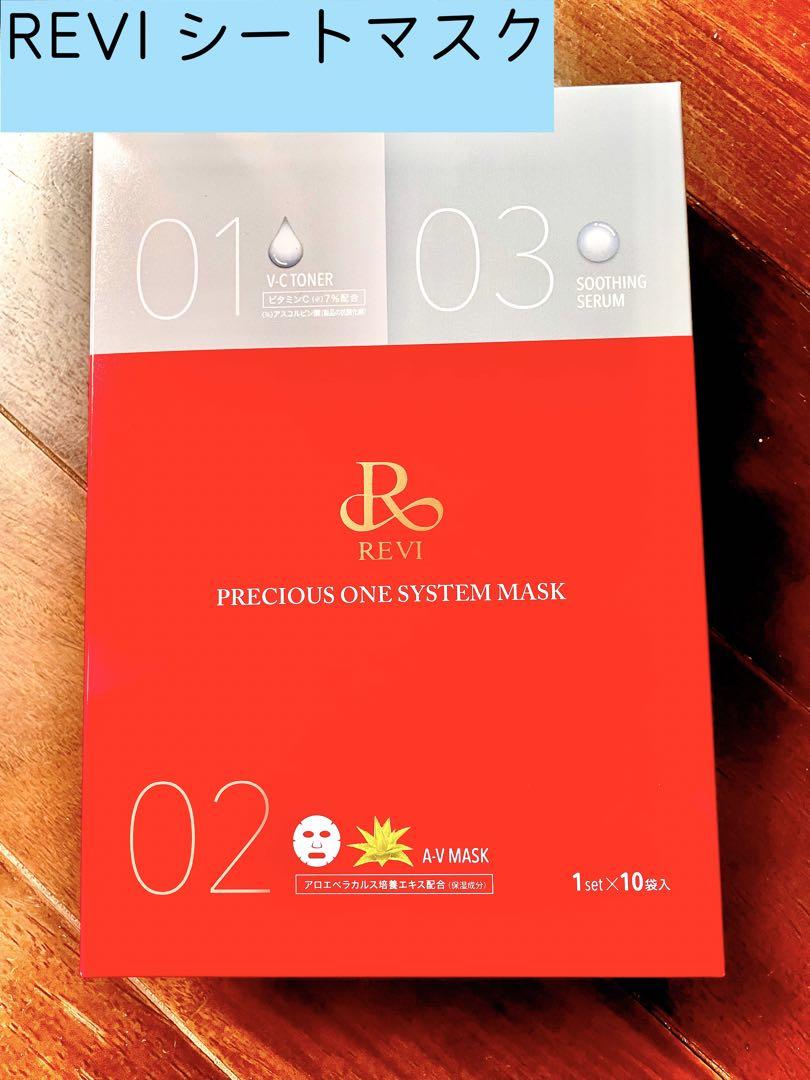 REVI シートマスク
01
V-C TONER
ビタミンC(※)7%配合
(※)アスコルビン酸(製品の抗酸化剤)
03
SOOTHING
SERUM
R
REVI
PRECIOUS ONE SYSTEM MASK
02
A-V MASK
アロエベラカルス培養エキス配合(保湿成分)
1set×10袋入